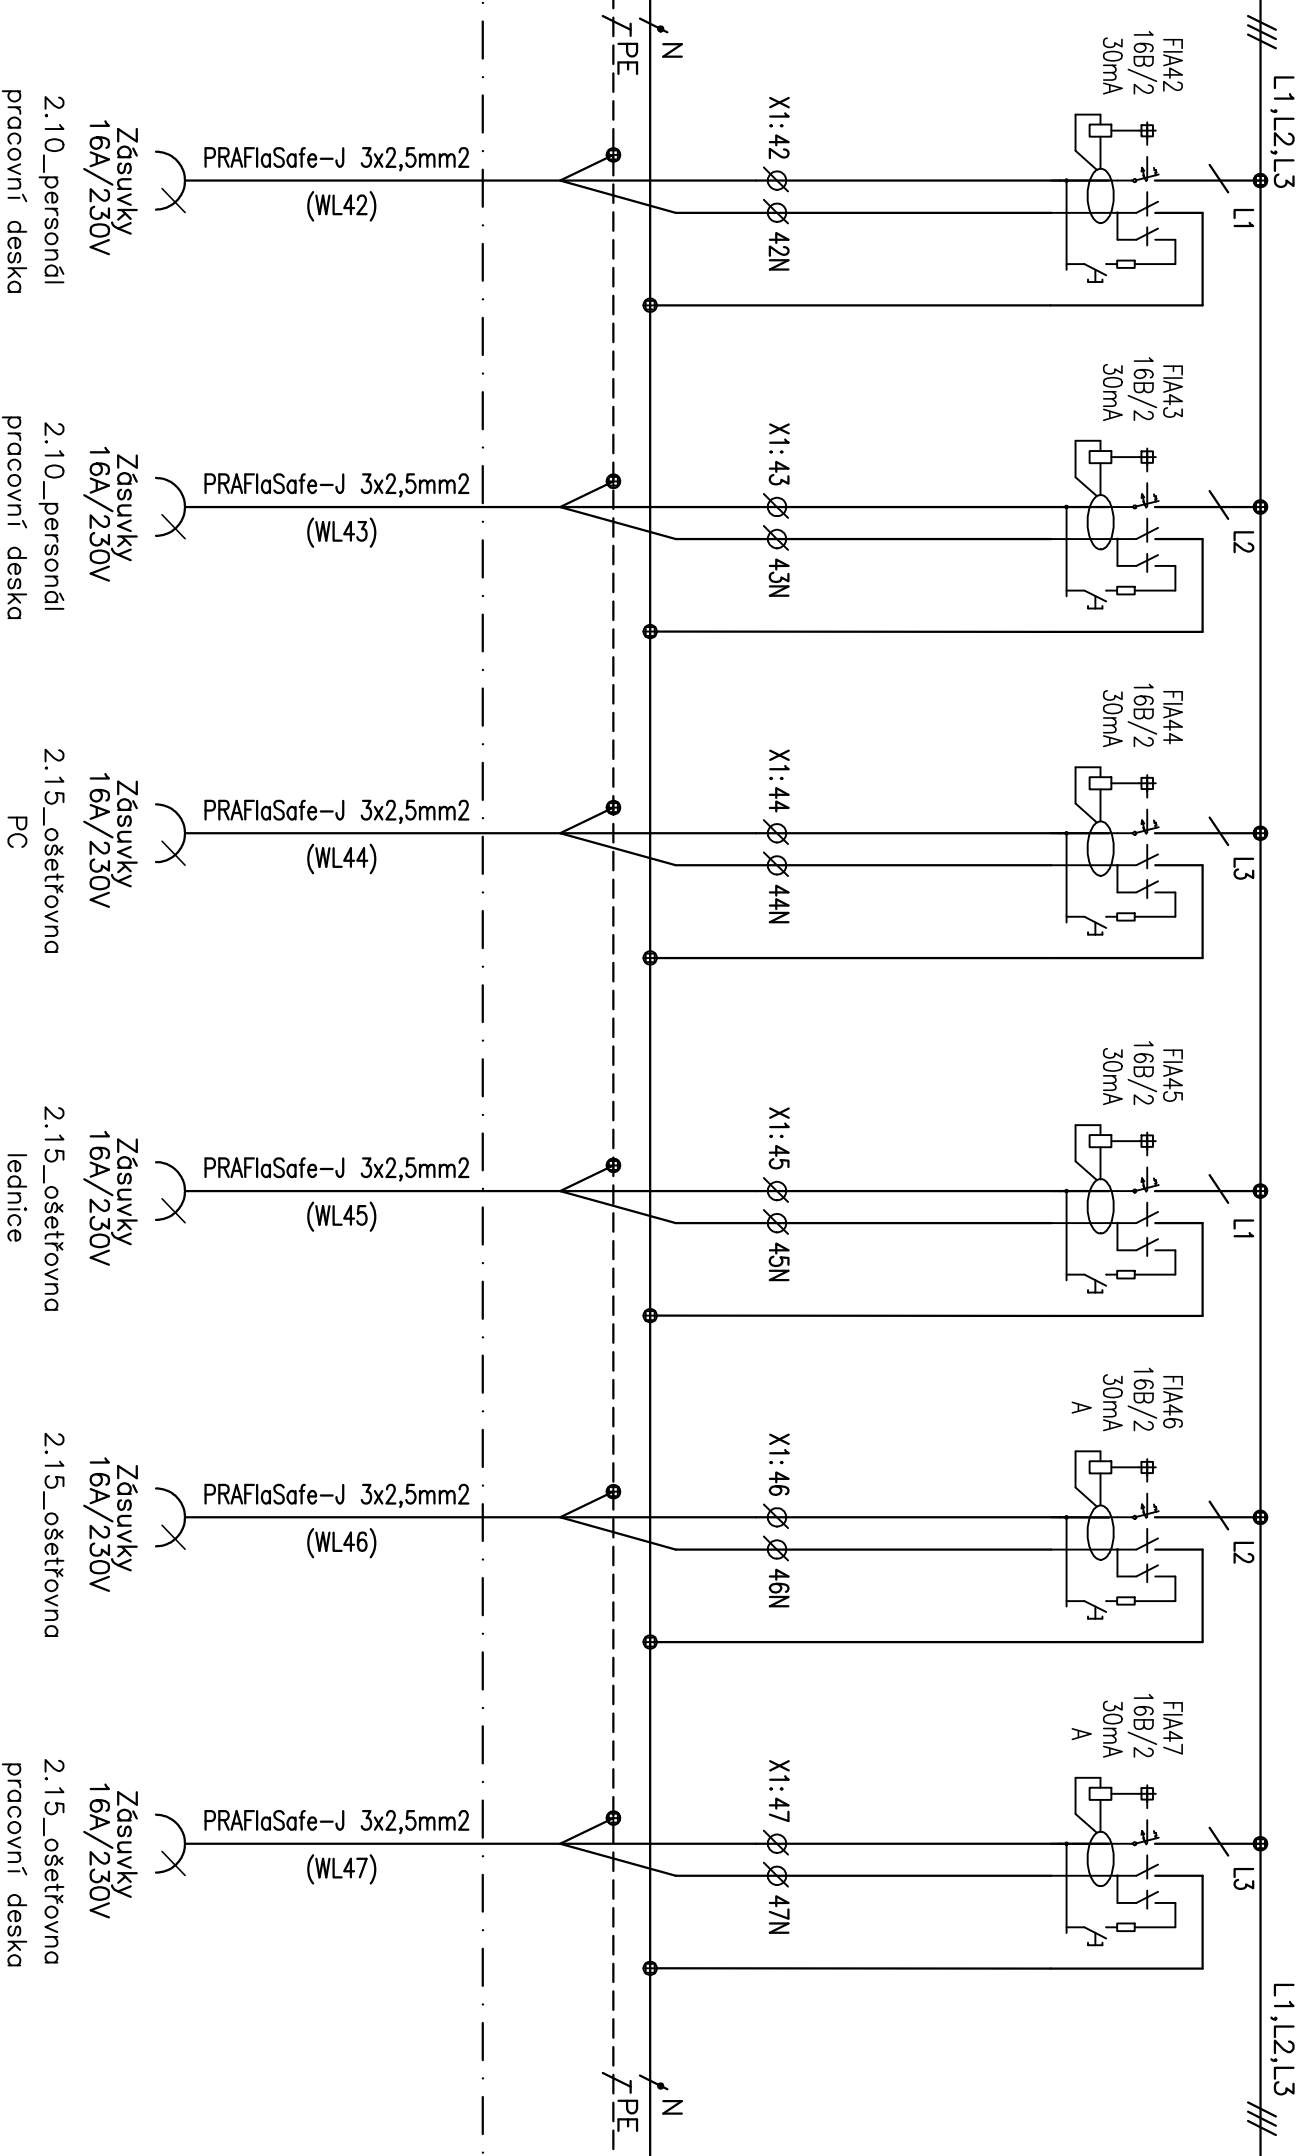 L1,L2,L3
L1,L2,L3
FIA42
16B/2
30mA
L1
FIA43
16B/2
30mA
L2
FIA44
16B/2
30mA
L3
FIA45
16B/2
30mA
L1
FIA46
16B/2
30mA
A
L2
FIA47
16B/2
30mA
A
L3
X1:42
42N
X1:43
43N
X1:44
44N
X1:45
45N
X1:46
46N
X1:47
47N
N
N
PE
PE
PRAFlaSafe-J 3x2,5mm2
(WL42)
PRAFlaSafe-J 3x2,5mm2
(WL43)
PRAFlaSafe-J 3x2,5mm2
(WL44)
PRAFlaSafe-J 3x2,5mm2
(WL45)
PRAFlaSafe-J 3x2,5mm2
(WL46)
PRAFlaSafe-J 3x2,5mm2
(WL47)
Zásuvky
16A/230V
2.10_personál
pracovní deska
Zásuvky
16A/230V
2.10_personál
pracovní deska
Zásuvky
16A/230V
2.15_ošetřovna
PC
Zásuvky
16A/230V
2.15_ošetřovna
lednice
Zásuvky
16A/230V
2.15_ošetřovna
Zásuvky
16A/230V
2.15_ošetřovna
pracovní deska